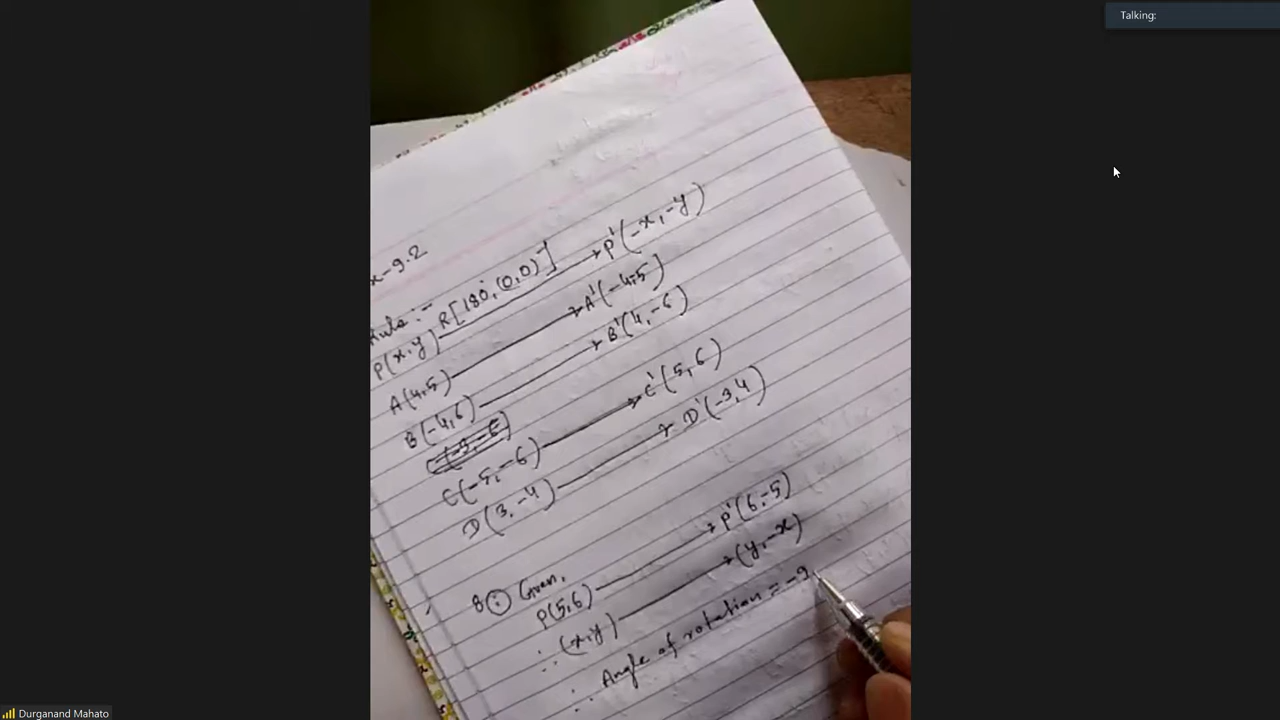 Talking:
x-9.2
Rule:-
R[180°,(0,0)]
P(x,y) → P'(-x,-y)
A(4,5) → A'(-4,-5)
B(-4,6) → B'(4,-6)
C(-5,-6) → C'(5,6)
D(3,-4) → D'(-3,4)
8 Given,
P(5,6) → P'(6,-5)
∴ (x,y) → (y,-x)
∴ Angle of rotation = -9
Durganand Mahato